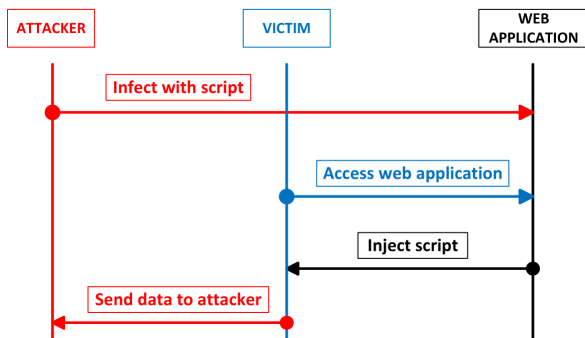 ATTACKER
VICTIM
WEB
APPLICATION
Infect with script
Access web application
Inject script
Send data to attacker